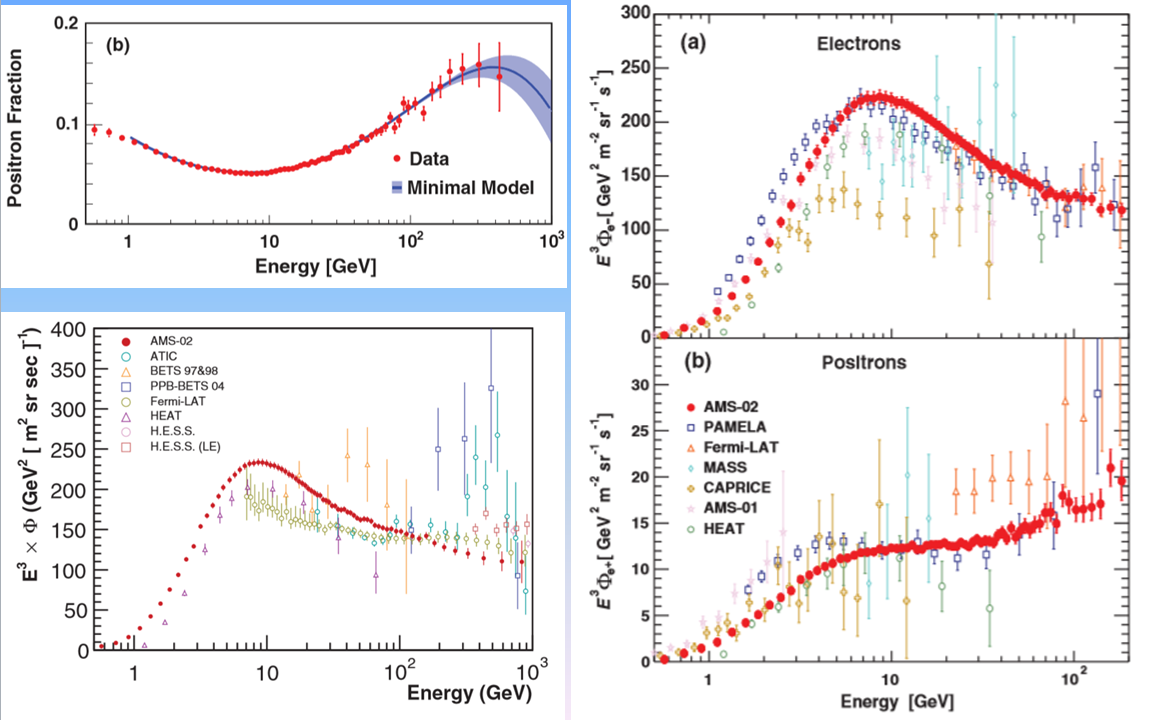 0.2
0.1
0
Positron Fraction
(b)
Data
Minimal Model
1
10
10²
10³
Energy [GeV]
400
350
300
250
200
150
100
50
0
E³ × Φ (GeV² [ m² sr sec ]⁻¹)
AMS-02
ATIC
BETS 97&98
PPB-BETS 04
Fermi-LAT
HEAT
H.E.S.S.
H.E.S.S. (LE)
1
10
10²
10³
Energy (GeV)
300
250
200
150
100
50
0
E³Φe- [ GeV² m⁻² sr⁻¹ s⁻¹]
(a)
Electrons
30
25
20
15
10
5
0
E³Φe+ [ GeV² m⁻² sr⁻¹ s⁻¹]
(b)
Positrons
AMS-02
PAMELA
Fermi-LAT
MASS
CAPRICE
AMS-01
HEAT
1
10
10²
Energy [GeV]